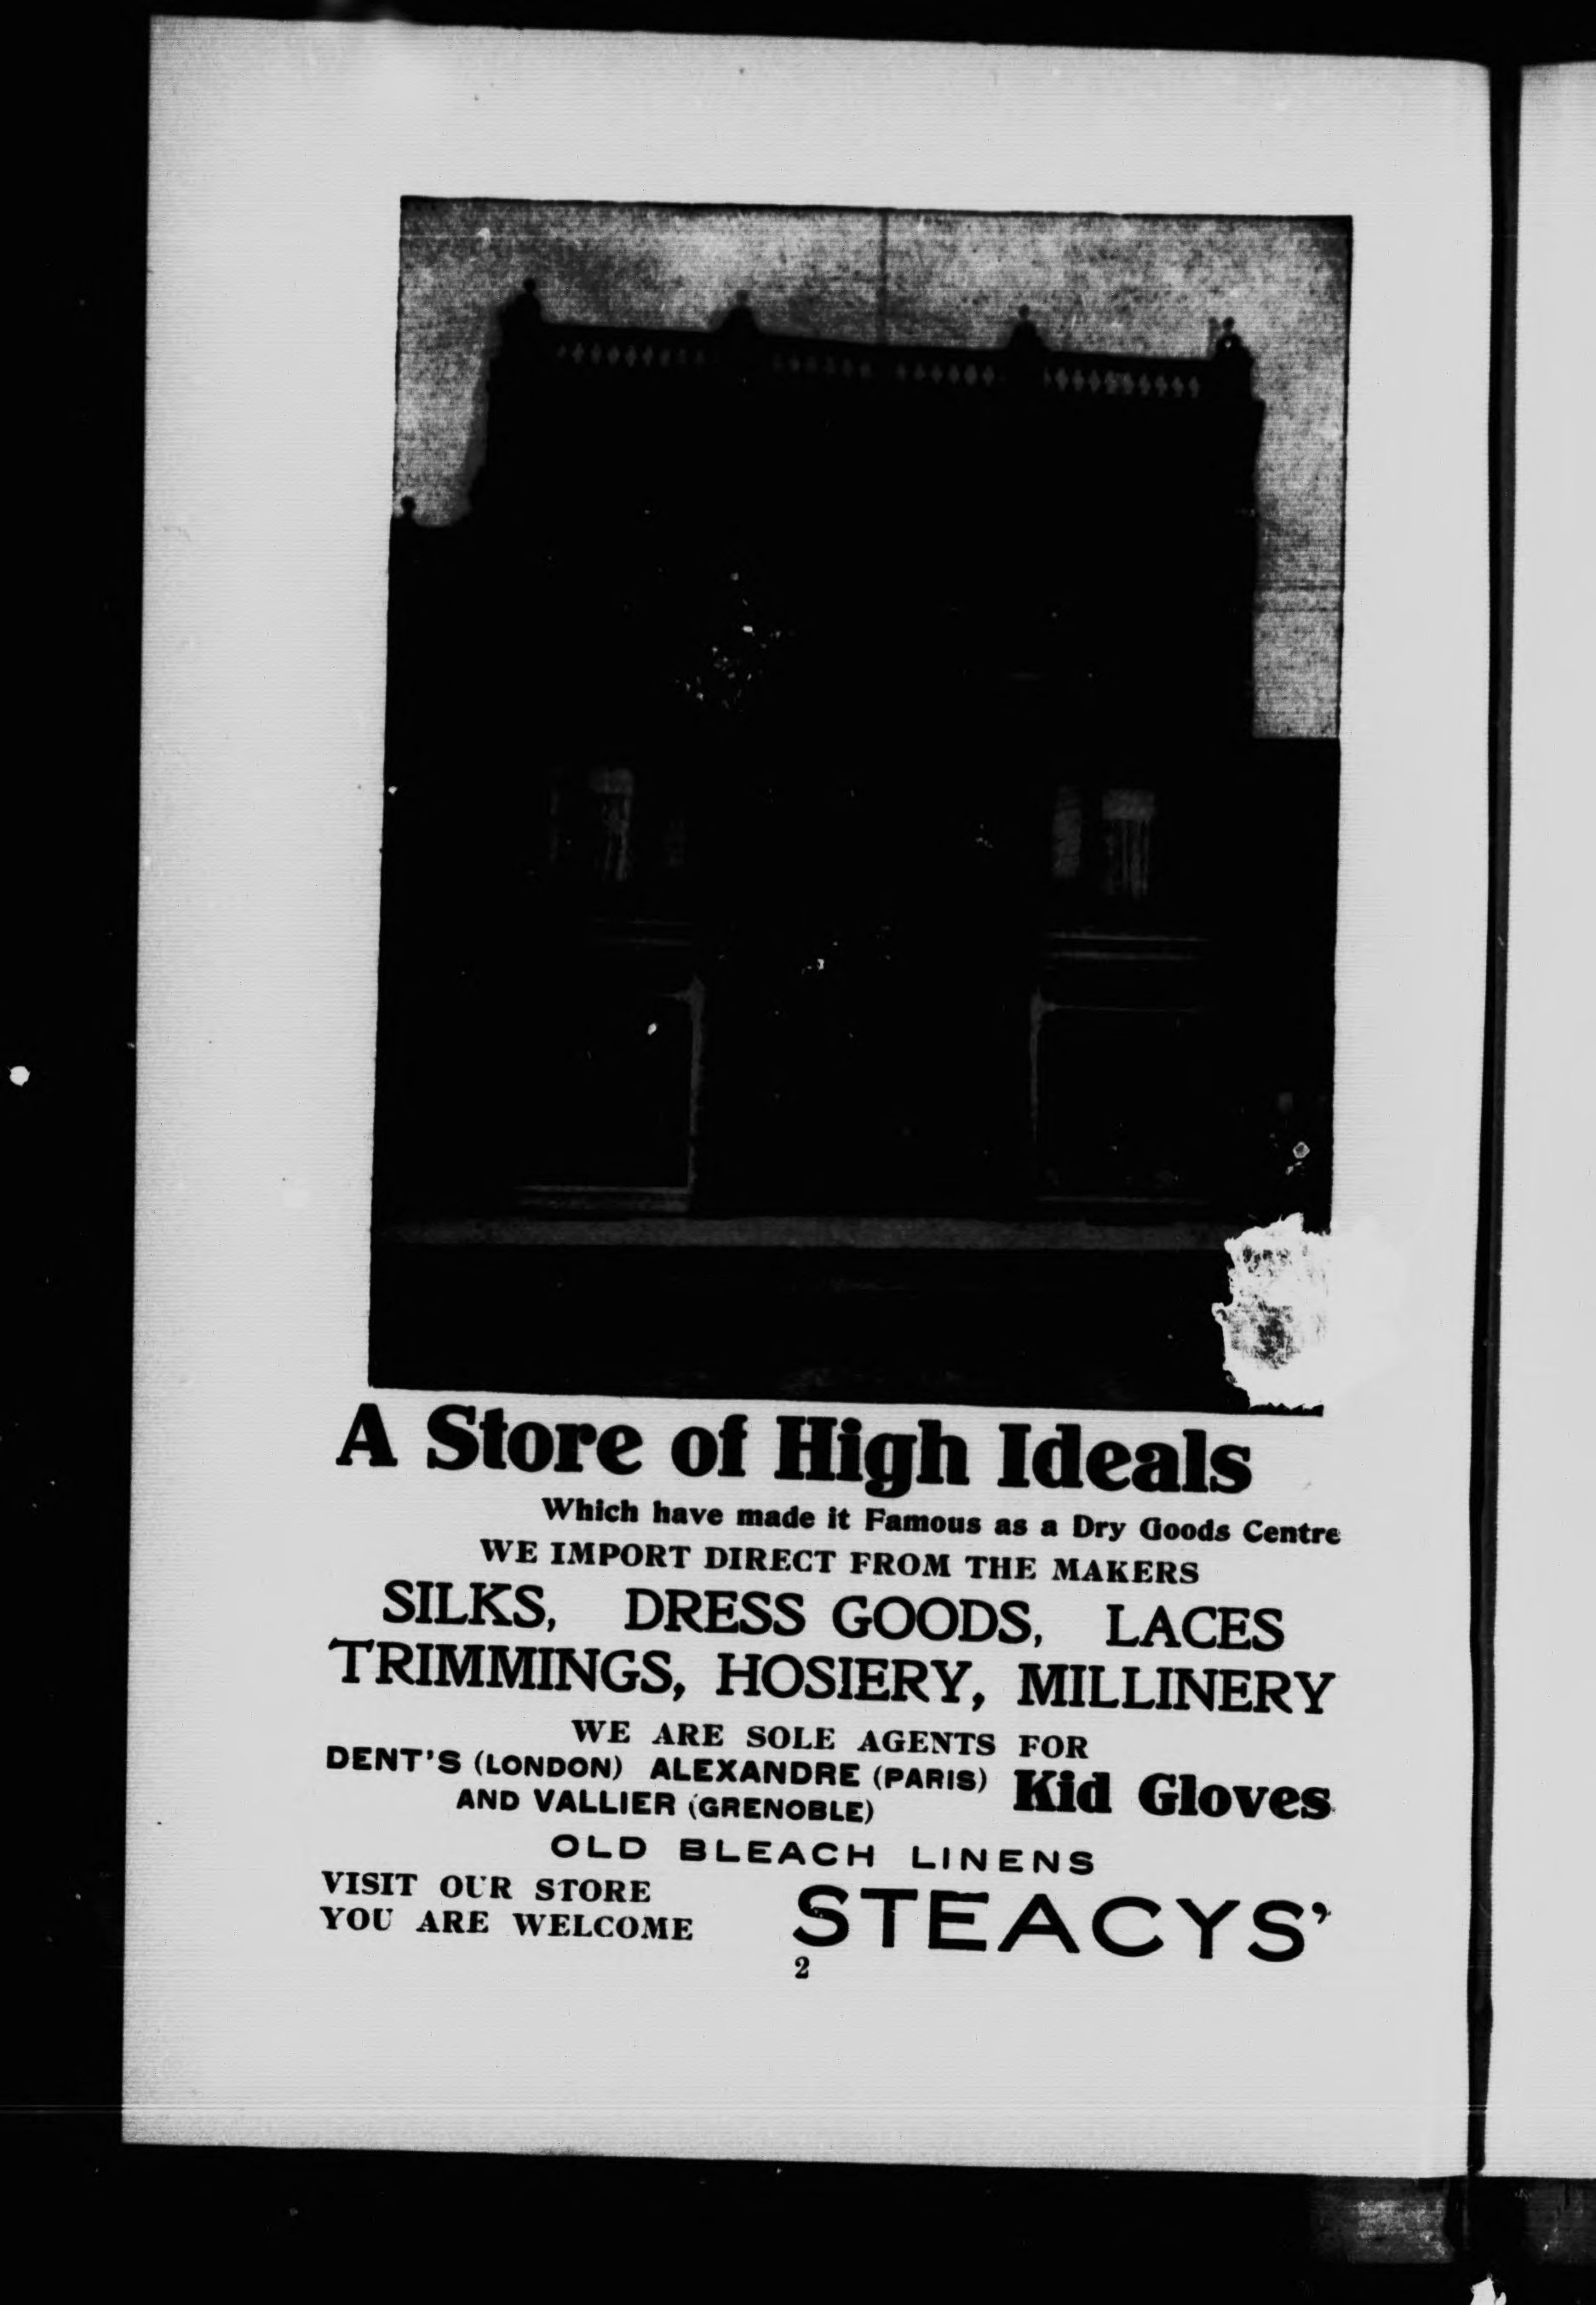 A Store of High Ideals
Which have made it Famous as a Dry Goods Centre
WE IMPORT DIRECT FROM THE MAKERS
SILKS, DRESS GOODS, LACES
TRIMMINGS, HOSIERY, MILLINERY
WE ARE SOLE AGENTS FOR
DENT'S (LONDON) ALEXANDRE (PARIS)
AND VALLIER (GRENOBLE)
Kid Gloves
OLD BLEACH LINENS
VISIT OUR STORE
YOU ARE WELCOME
STEACYS'
2